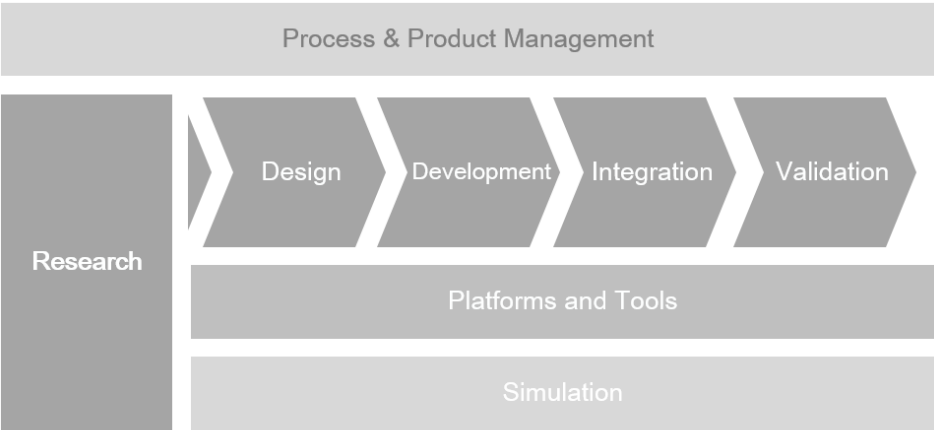 Process & Product Management
Design
Development
Integration
Validation
Research
Platforms and Tools
Simulation